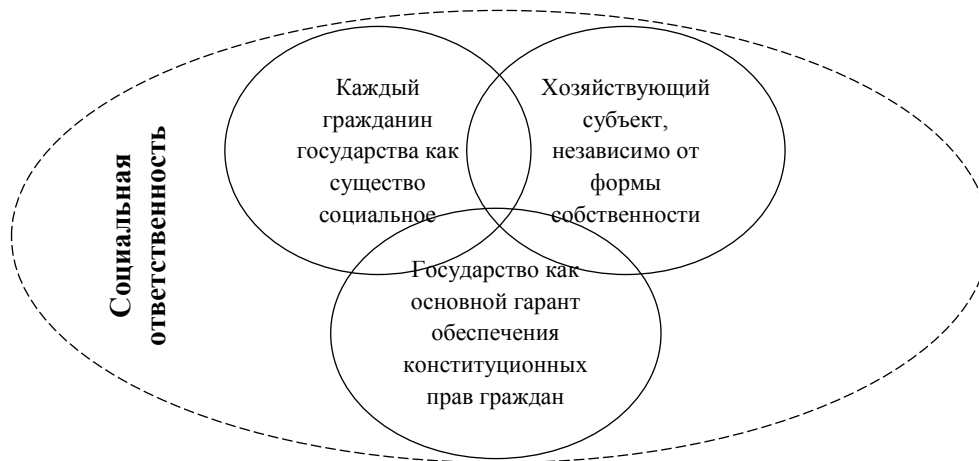 Социальная
ответственность
Каждый
гражданин
государства как
существо
социальное
Хозяйствующий
субъект,
независимо от
формы
собственности
Государство как
основной гарант
обеспечения
конституционных
прав граждан